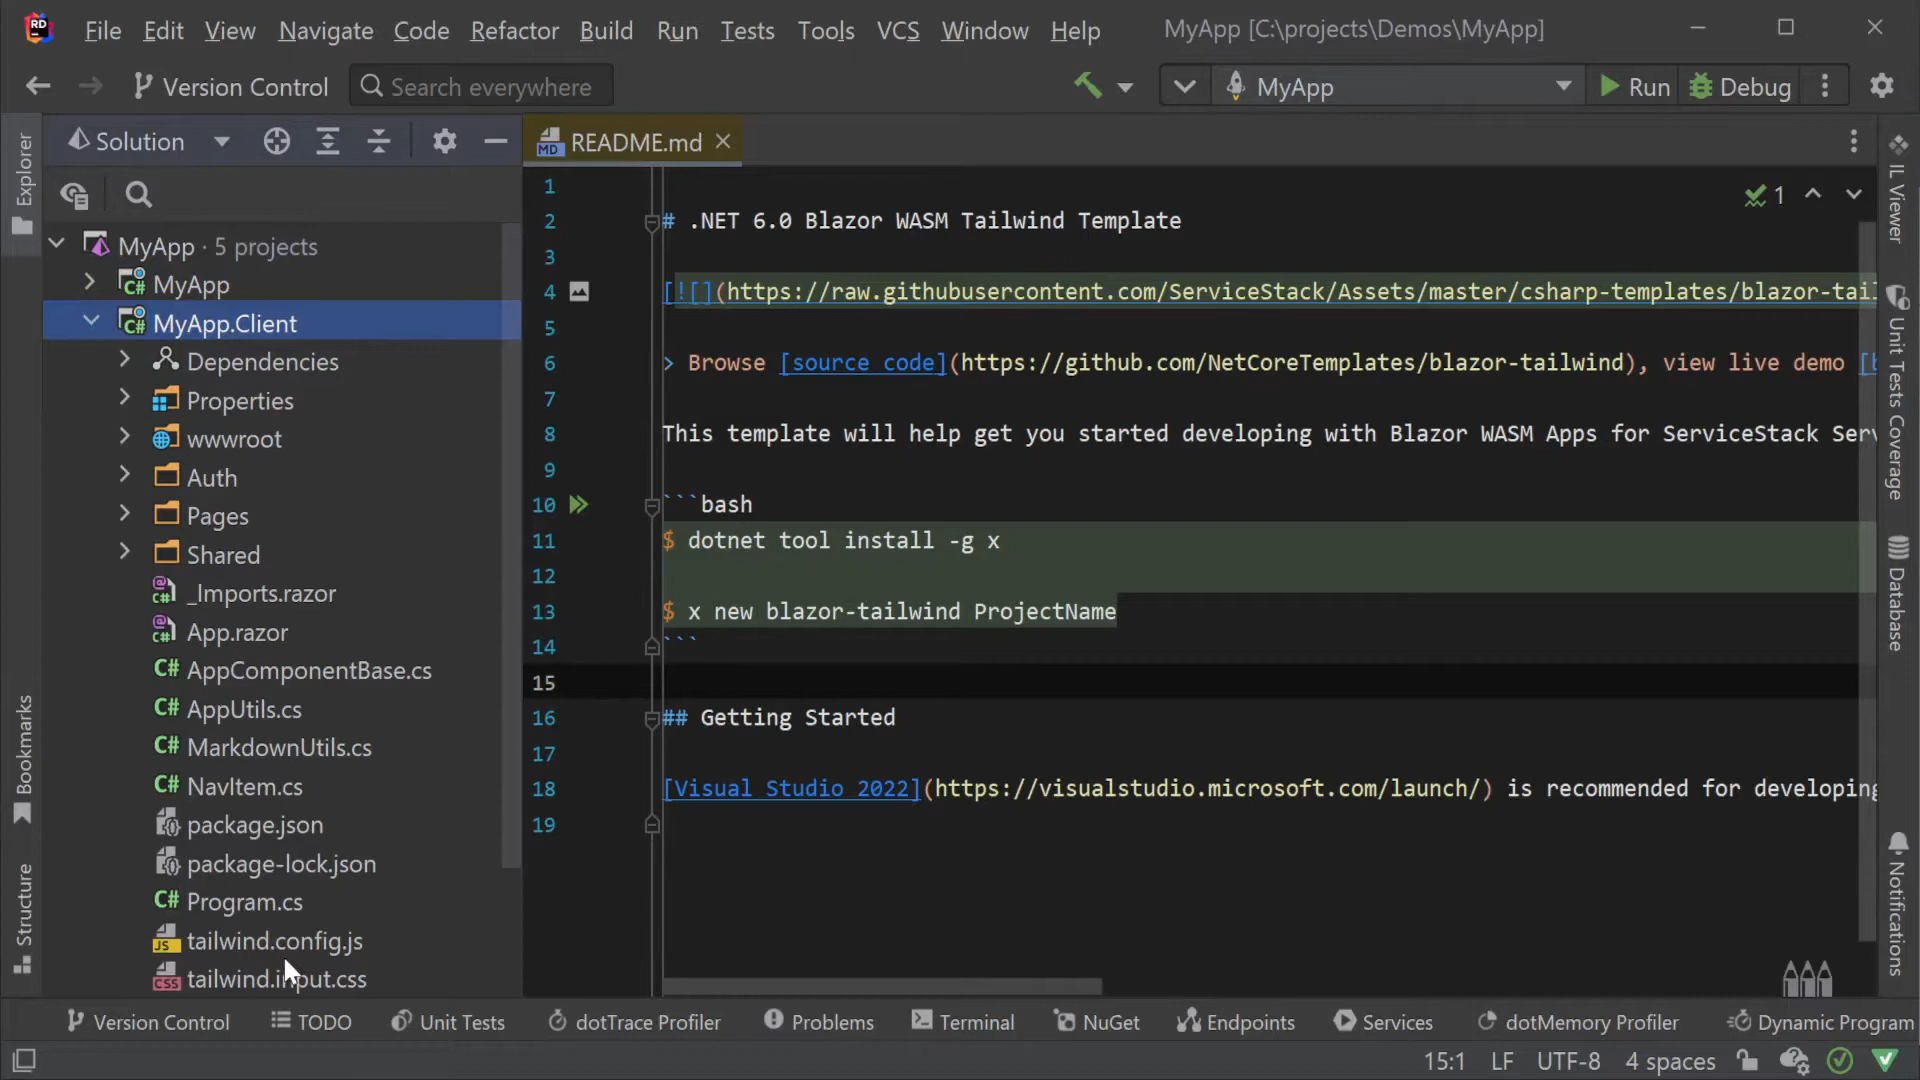 File Edit View Navigate Code Refactor Build Run Tests Tools VCS Window Help MyApp [C:\projects\Demos\MyApp]
Version Control Search everywhere MyApp Run Debug
Solution
README.md
Explorer
Bookmarks
Structure
MyApp · 5 projects
MyApp
MyApp.Client
Dependencies
Properties
wwwroot
Auth
Pages
Shared
_Imports.razor
App.razor
C# AppComponentBase.cs
C# AppUtils.cs
C# MarkdownUtils.cs
C# NavItem.cs
package.json
package-lock.json
C# Program.cs
JS tailwind.config.js
CSS tailwind.input.css
1
2 # .NET 6.0 Blazor WASM Tailwind Template
3
4 [![](https://raw.githubusercontent.com/ServiceStack/Assets/master/csharp-templates/blazor-tail
5
6 > Browse [source code](https://github.com/NetCoreTemplates/blazor-tailwind), view live demo [b
7
8 This template will help get you started developing with Blazor WASM Apps for ServiceStack Serv
9
10 ```bash
11 $ dotnet tool install -g x
12
13 $ x new blazor-tailwind ProjectName
14 ```
15
16 ## Getting Started
17
18 [Visual Studio 2022](https://visualstudio.microsoft.com/launch/) is recommended for developing
19
1
IL Viewer
Unit Tests Coverage
Database
Notifications
Version Control TODO Unit Tests dotTrace Profiler Problems Terminal NuGet Endpoints Services dotMemory Profiler Dynamic Program
15:1 LF UTF-8 4 spaces